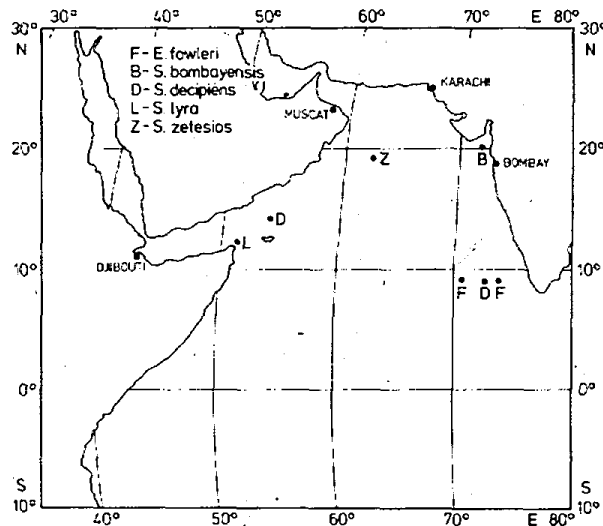 30° 40° 50° 60° 70° E 80°
30° 30°
N N
F - E. fowleri
B - S. bombayensis
D - S. decipiens
L - S. lyra
Z - S. zetesios
KARACHI
MUSCAT
20° 20°
Z B
BOMBAY
D
L
DJIBOUTI
10° 10°
F D F
0° 0°
S S
10° 10°
40° 50° 60° 70° E 80°